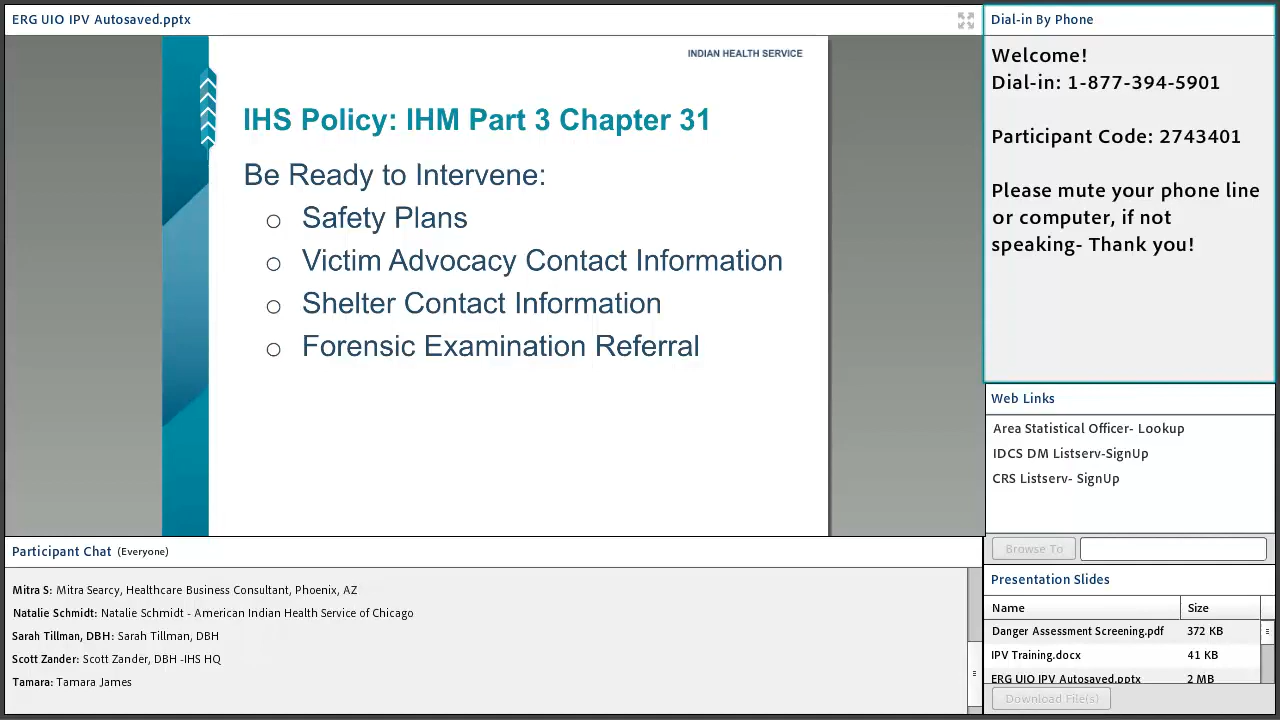 ERG UIO IPV Autosaved.pptx
INDIAN HEALTH SERVICE
IHS Policy: IHM Part 3 Chapter 31
Be Ready to Intervene:
o Safety Plans
o Victim Advocacy Contact Information
o Shelter Contact Information
o Forensic Examination Referral
Participant Chat (Everyone)
Mitra S: Mitra Searcy, Healthcare Business Consultant, Phoenix, AZ
Natalie Schmidt: Natalie Schmidt - American Indian Health Service of Chicago
Sarah Tillman, DBH: Sarah Tillman, DBH
Scott Zander: Scott Zander, DBH -IHS HQ
Tamara: Tamara James
Dial-in By Phone
Welcome!
Dial-in: 1-877-394-5901
Participant Code: 2743401
Please mute your phone line
or computer, if not
speaking- Thank you!
Web Links
Area Statistical Officer- Lookup
IDCS DM Listserv-SignUp
CRS Listserv- SignUp
Browse To
Presentation Slides
Name Size
Danger Assessment Screening.pdf 372 KB
IPV Training.docx 41 KB
ERG UIO IPV Autosaved.pptx 2 MB
Download File(s)